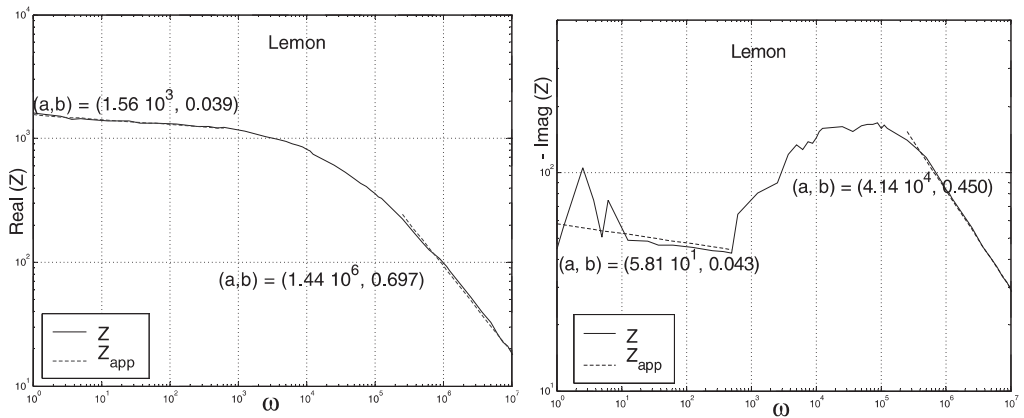 Lemon
(a,b) = (1.56 10^3, 0.039)
(a,b) = (1.44 10^6, 0.697)
Real (Z)
10^4
10^3
10^2
10^1
Z
Z_app
10^0 10^1 10^2 10^3 10^4 10^5 10^6 10^7
ω
Lemon
(a, b) = (4.14 10^4, 0.450)
(a, b) = (5.81 10^1, 0.043)
- Imag (Z)
10^2
10^1
Z
Z_app
10^0 10^1 10^2 10^3 10^4 10^5 10^6 10^7
ω